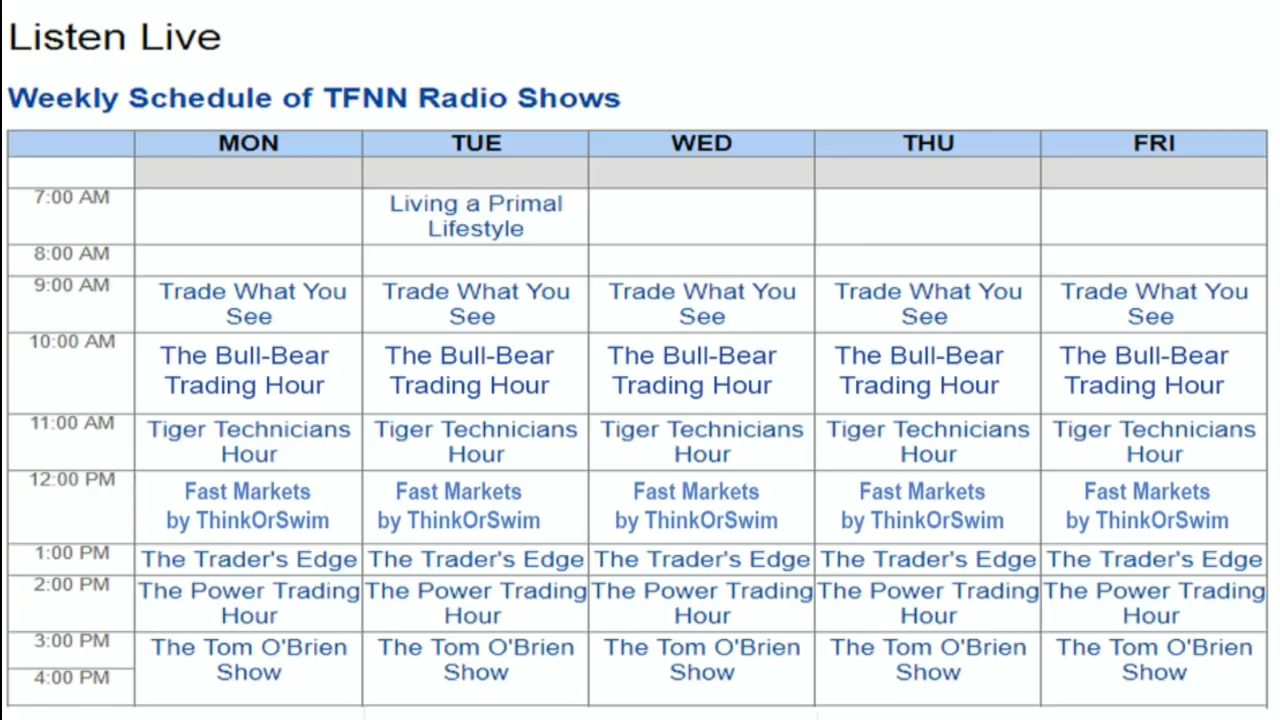 Listen Live
Weekly Schedule of TFNN Radio Shows
MON TUE WED THU FRI
7:00 AM Living a Primal
Lifestyle
8:00 AM
9:00 AM Trade What You Trade What You Trade What You Trade What You Trade What You
See See See See See
10:00 AM The Bull-Bear The Bull-Bear The Bull-Bear The Bull-Bear The Bull-Bear
Trading Hour Trading Hour Trading Hour Trading Hour Trading Hour
11:00 AM Tiger Technicians Tiger Technicians Tiger Technicians Tiger Technicians Tiger Technicians
Hour Hour Hour Hour Hour
12:00 PM Fast Markets Fast Markets Fast Markets Fast Markets Fast Markets
by ThinkOrSwim by ThinkOrSwim by ThinkOrSwim by ThinkOrSwim by ThinkOrSwim
1:00 PM The Trader's Edge The Trader's Edge The Trader's Edge The Trader's Edge The Trader's Edge
2:00 PM The Power Trading The Power Trading The Power Trading The Power Trading The Power Trading
Hour Hour Hour Hour Hour
3:00 PM The Tom O'Brien The Tom O'Brien The Tom O'Brien The Tom O'Brien The Tom O'Brien
4:00 PM Show Show Show Show Show